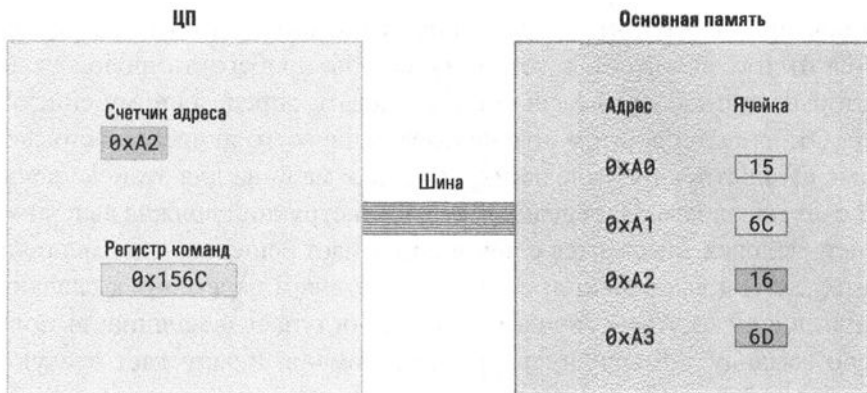 ЦП
Основная память
Счетчик адреса
0xA2
Регистр команд
0x156C
Шина
Адрес Ячейка
0xA0 15
0xA1 6C
0xA2 16
0xA3 6D